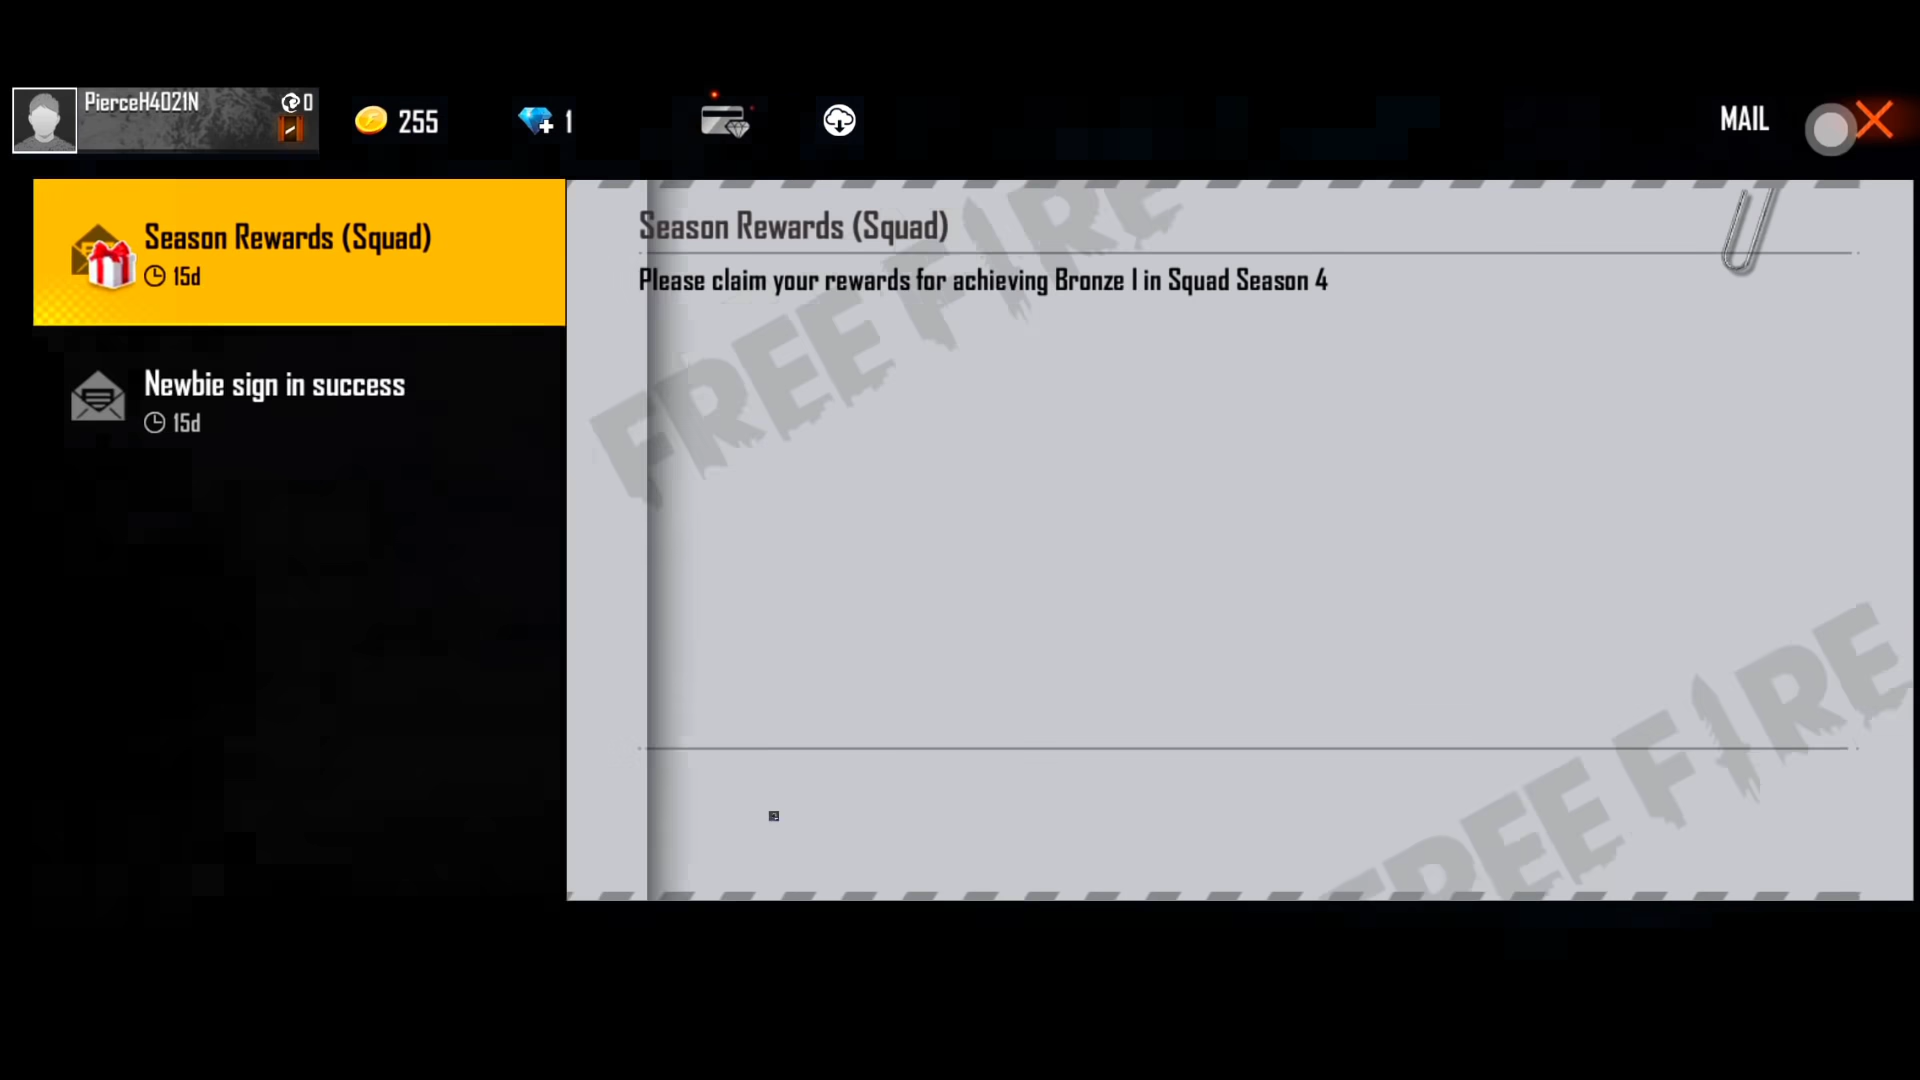 PierceH4021N
0
255
1
MAIL
Season Rewards (Squad)
15d
Newbie sign in success
15d
Season Rewards (Squad)
Please claim your rewards for achieving Bronze I in Squad Season 4
FREE FIRE
FREE FIRE